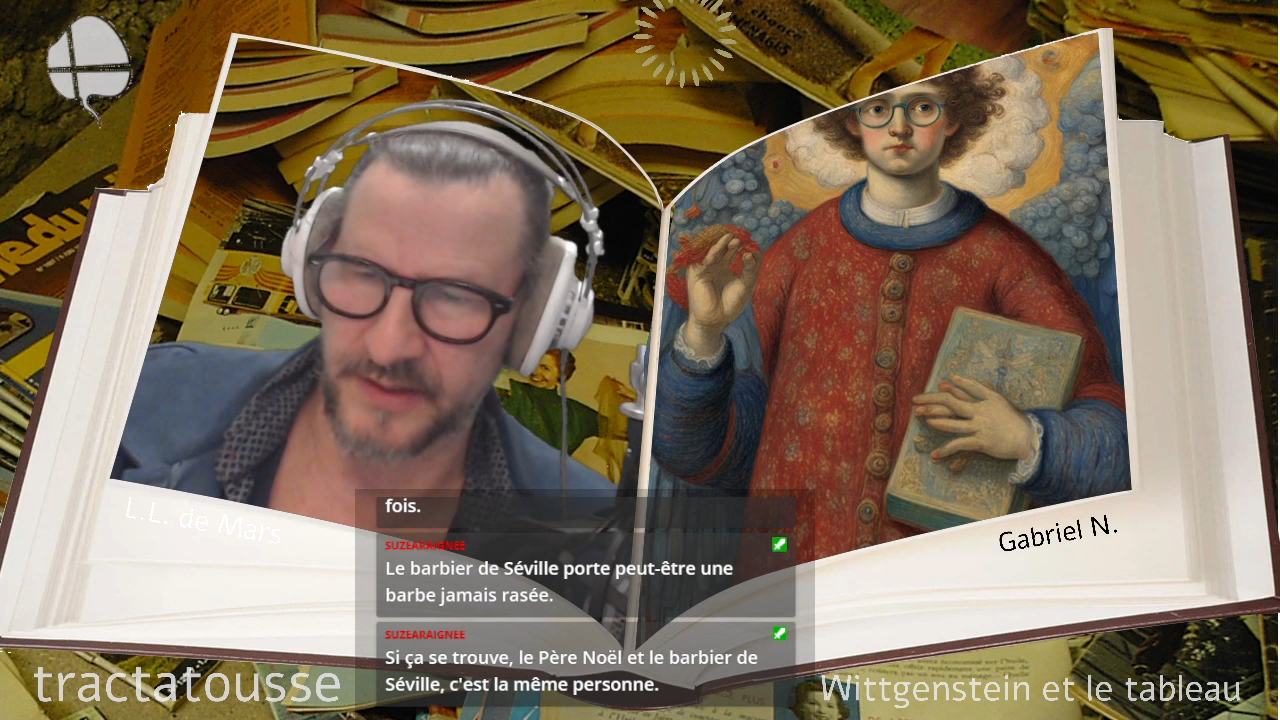 L.L. de Mars
Gabriel N.
fois.
SUZEARAIGNEE
Le barbier de Séville porte peut-être une
barbe jamais rasée.
SUZEARAIGNEE
Si ça se trouve, le Père Noël et le barbier de
Séville, c'est la même personne.
tractatousse
Wittgenstein et le tableau